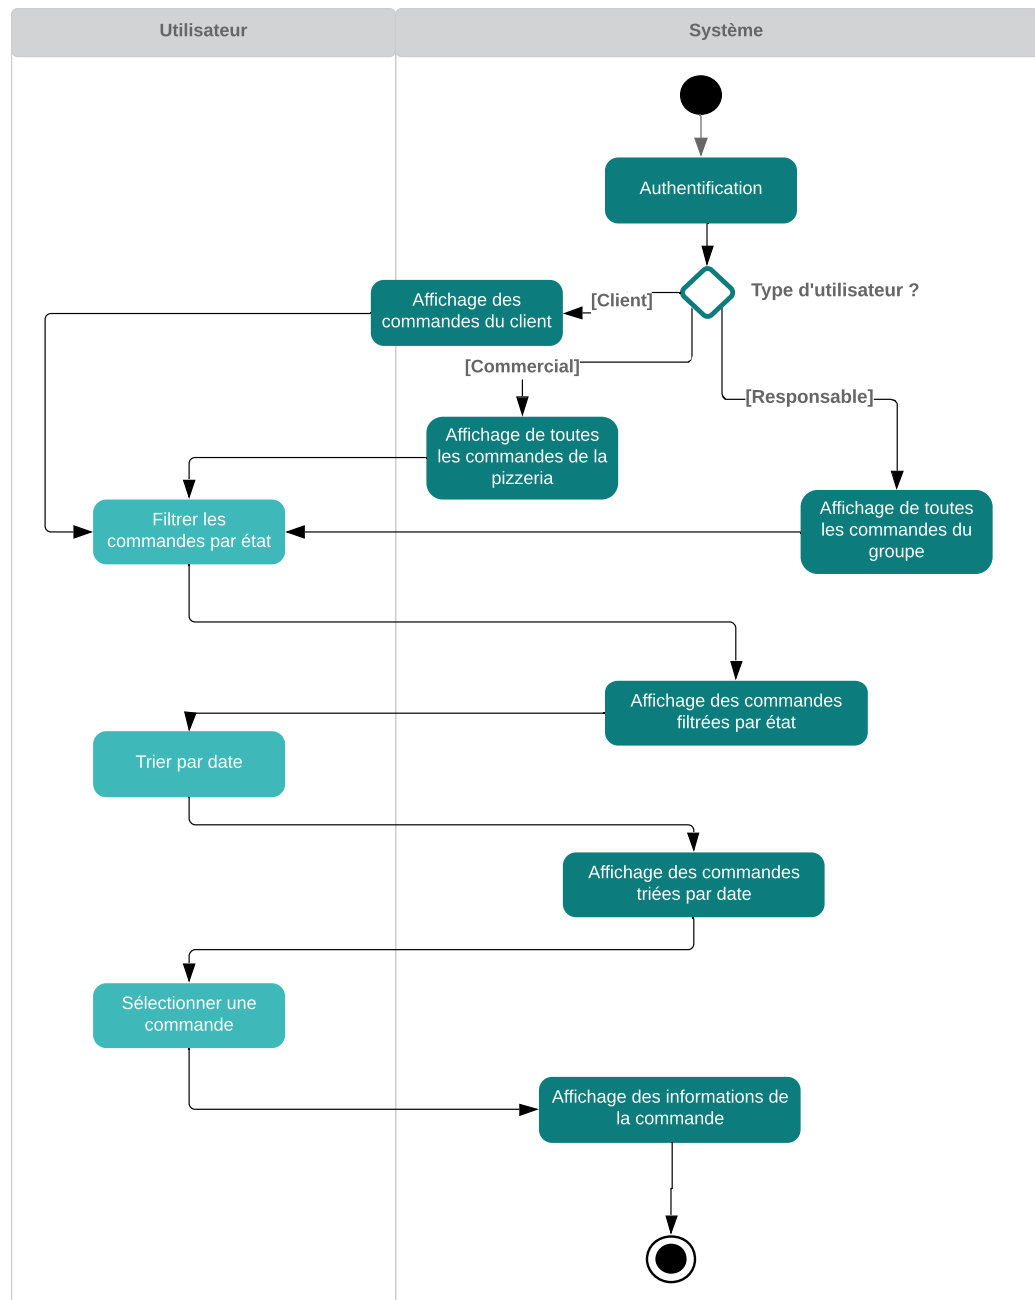 Utilisateur
Système
Authentification
Type d'utilisateur ?
[Client]
Affichage des
commandes du client
[Commercial]
[Responsable]
Affichage de toutes
les commandes de la
pizzeria
Affichage de toutes
les commandes du
groupe
Filtrer les
commandes par état
Affichage des commandes
filtrées par état
Trier par date
Affichage des commandes
triées par date
Sélectionner une
commande
Affichage des informations de
la commande